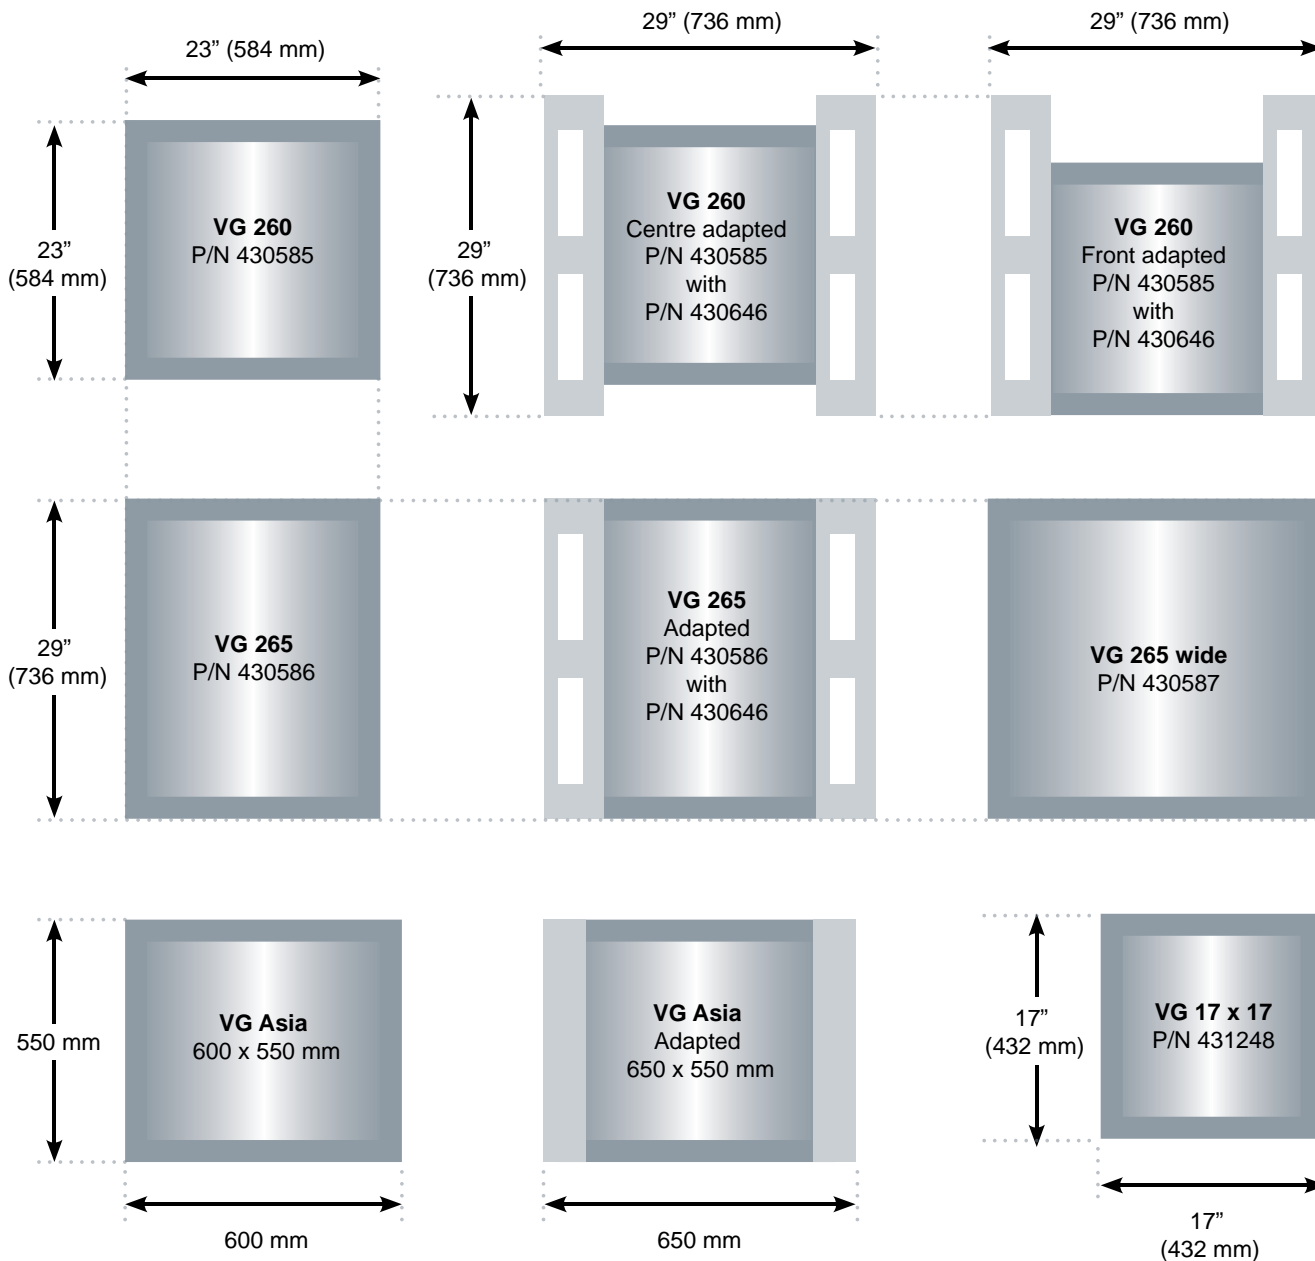 23” (584 mm)
29” (736 mm)
29” (736 mm)
23”
(584 mm)
VG 260
P/N 430585
29”
(736 mm)
VG 260
Centre adapted
P/N 430585
with
P/N 430646
VG 260
Front adapted
P/N 430585
with
P/N 430646
29”
(736 mm)
VG 265
P/N 430586
VG 265
Adapted
P/N 430586
with
P/N 430646
VG 265 wide
P/N 430587
550 mm
VG Asia
600 x 550 mm
600 mm
VG Asia
Adapted
650 x 550 mm
650 mm
17”
(432 mm)
VG 17 x 17
P/N 431248
17”
(432 mm)